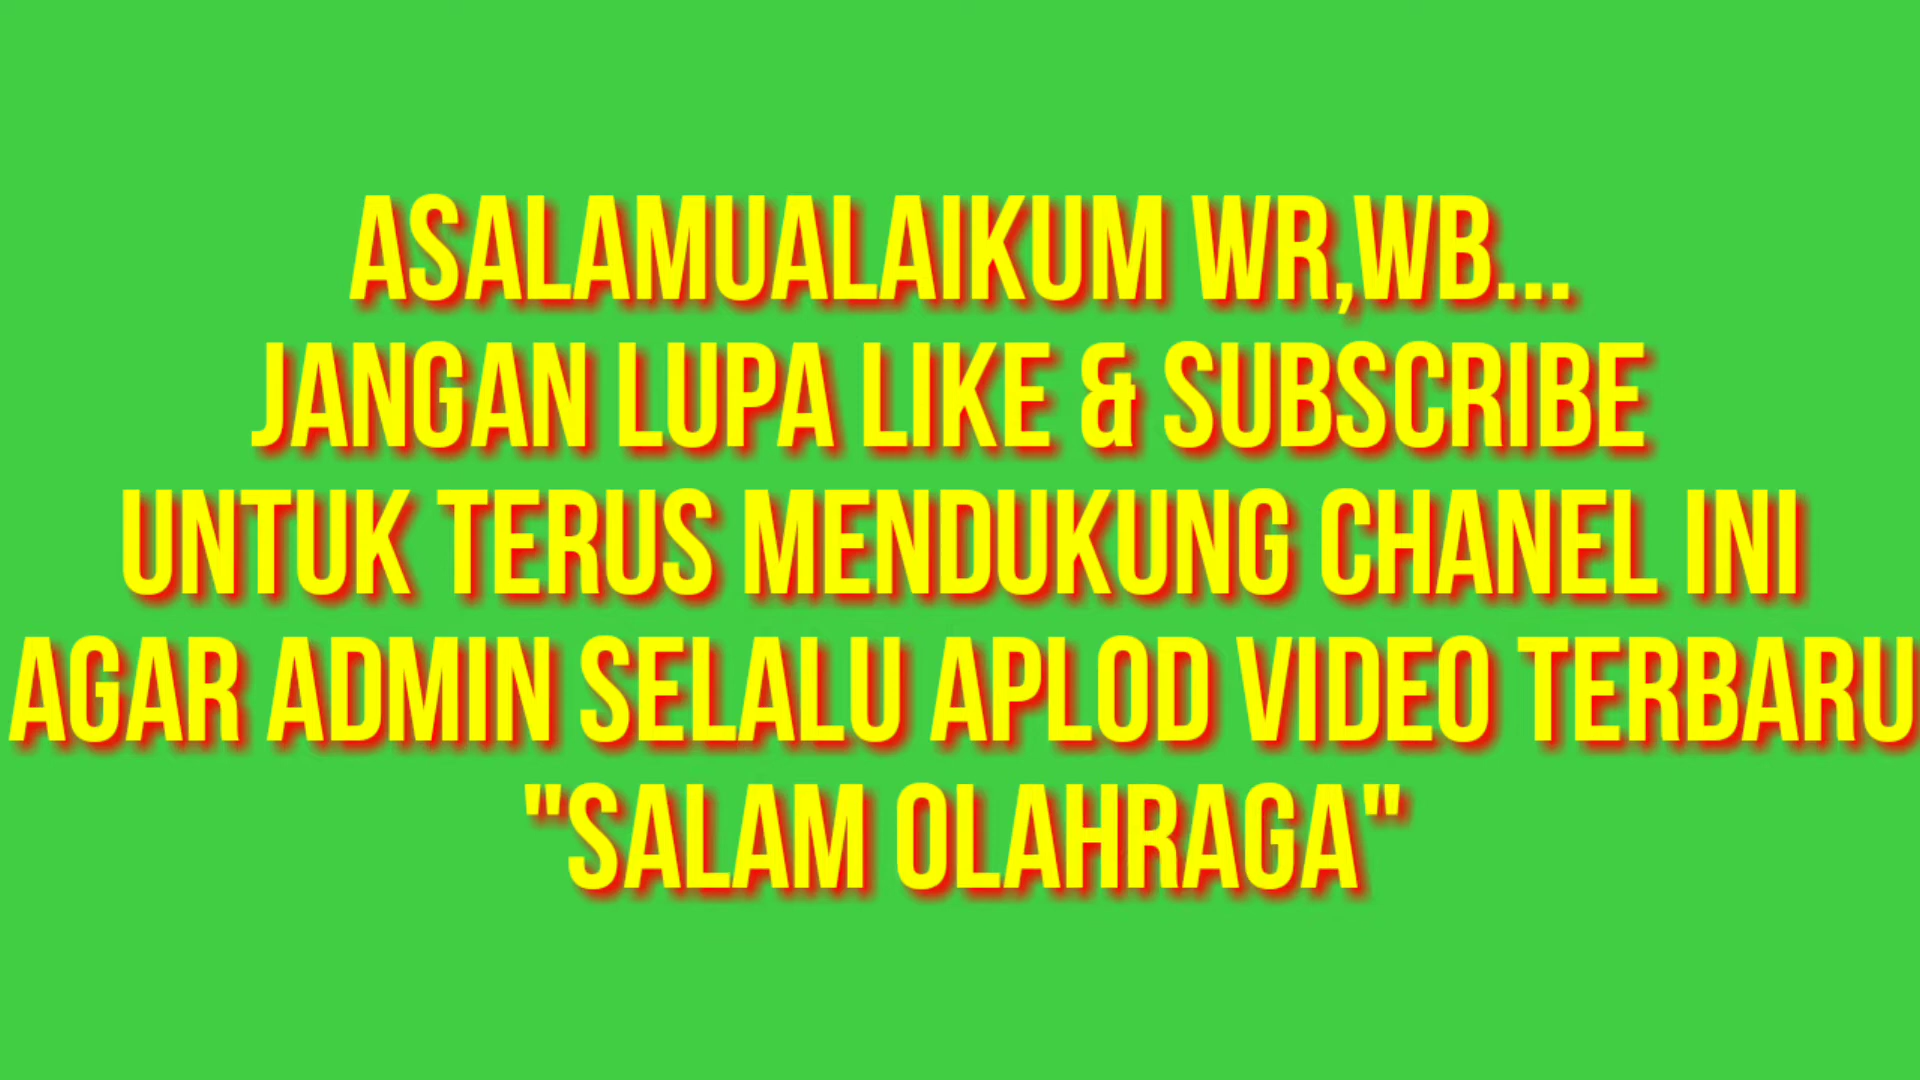 ASALAMUALAIKUM WR,WB...
JANGAN LUPA LIKE & SUBSCRIBE
UNTUK TERUS MENDUKUNG CHANEL INI
AGAR ADMIN SELALU APLOD VIDEO TERBARU
"SALAM OLAHRAGA"